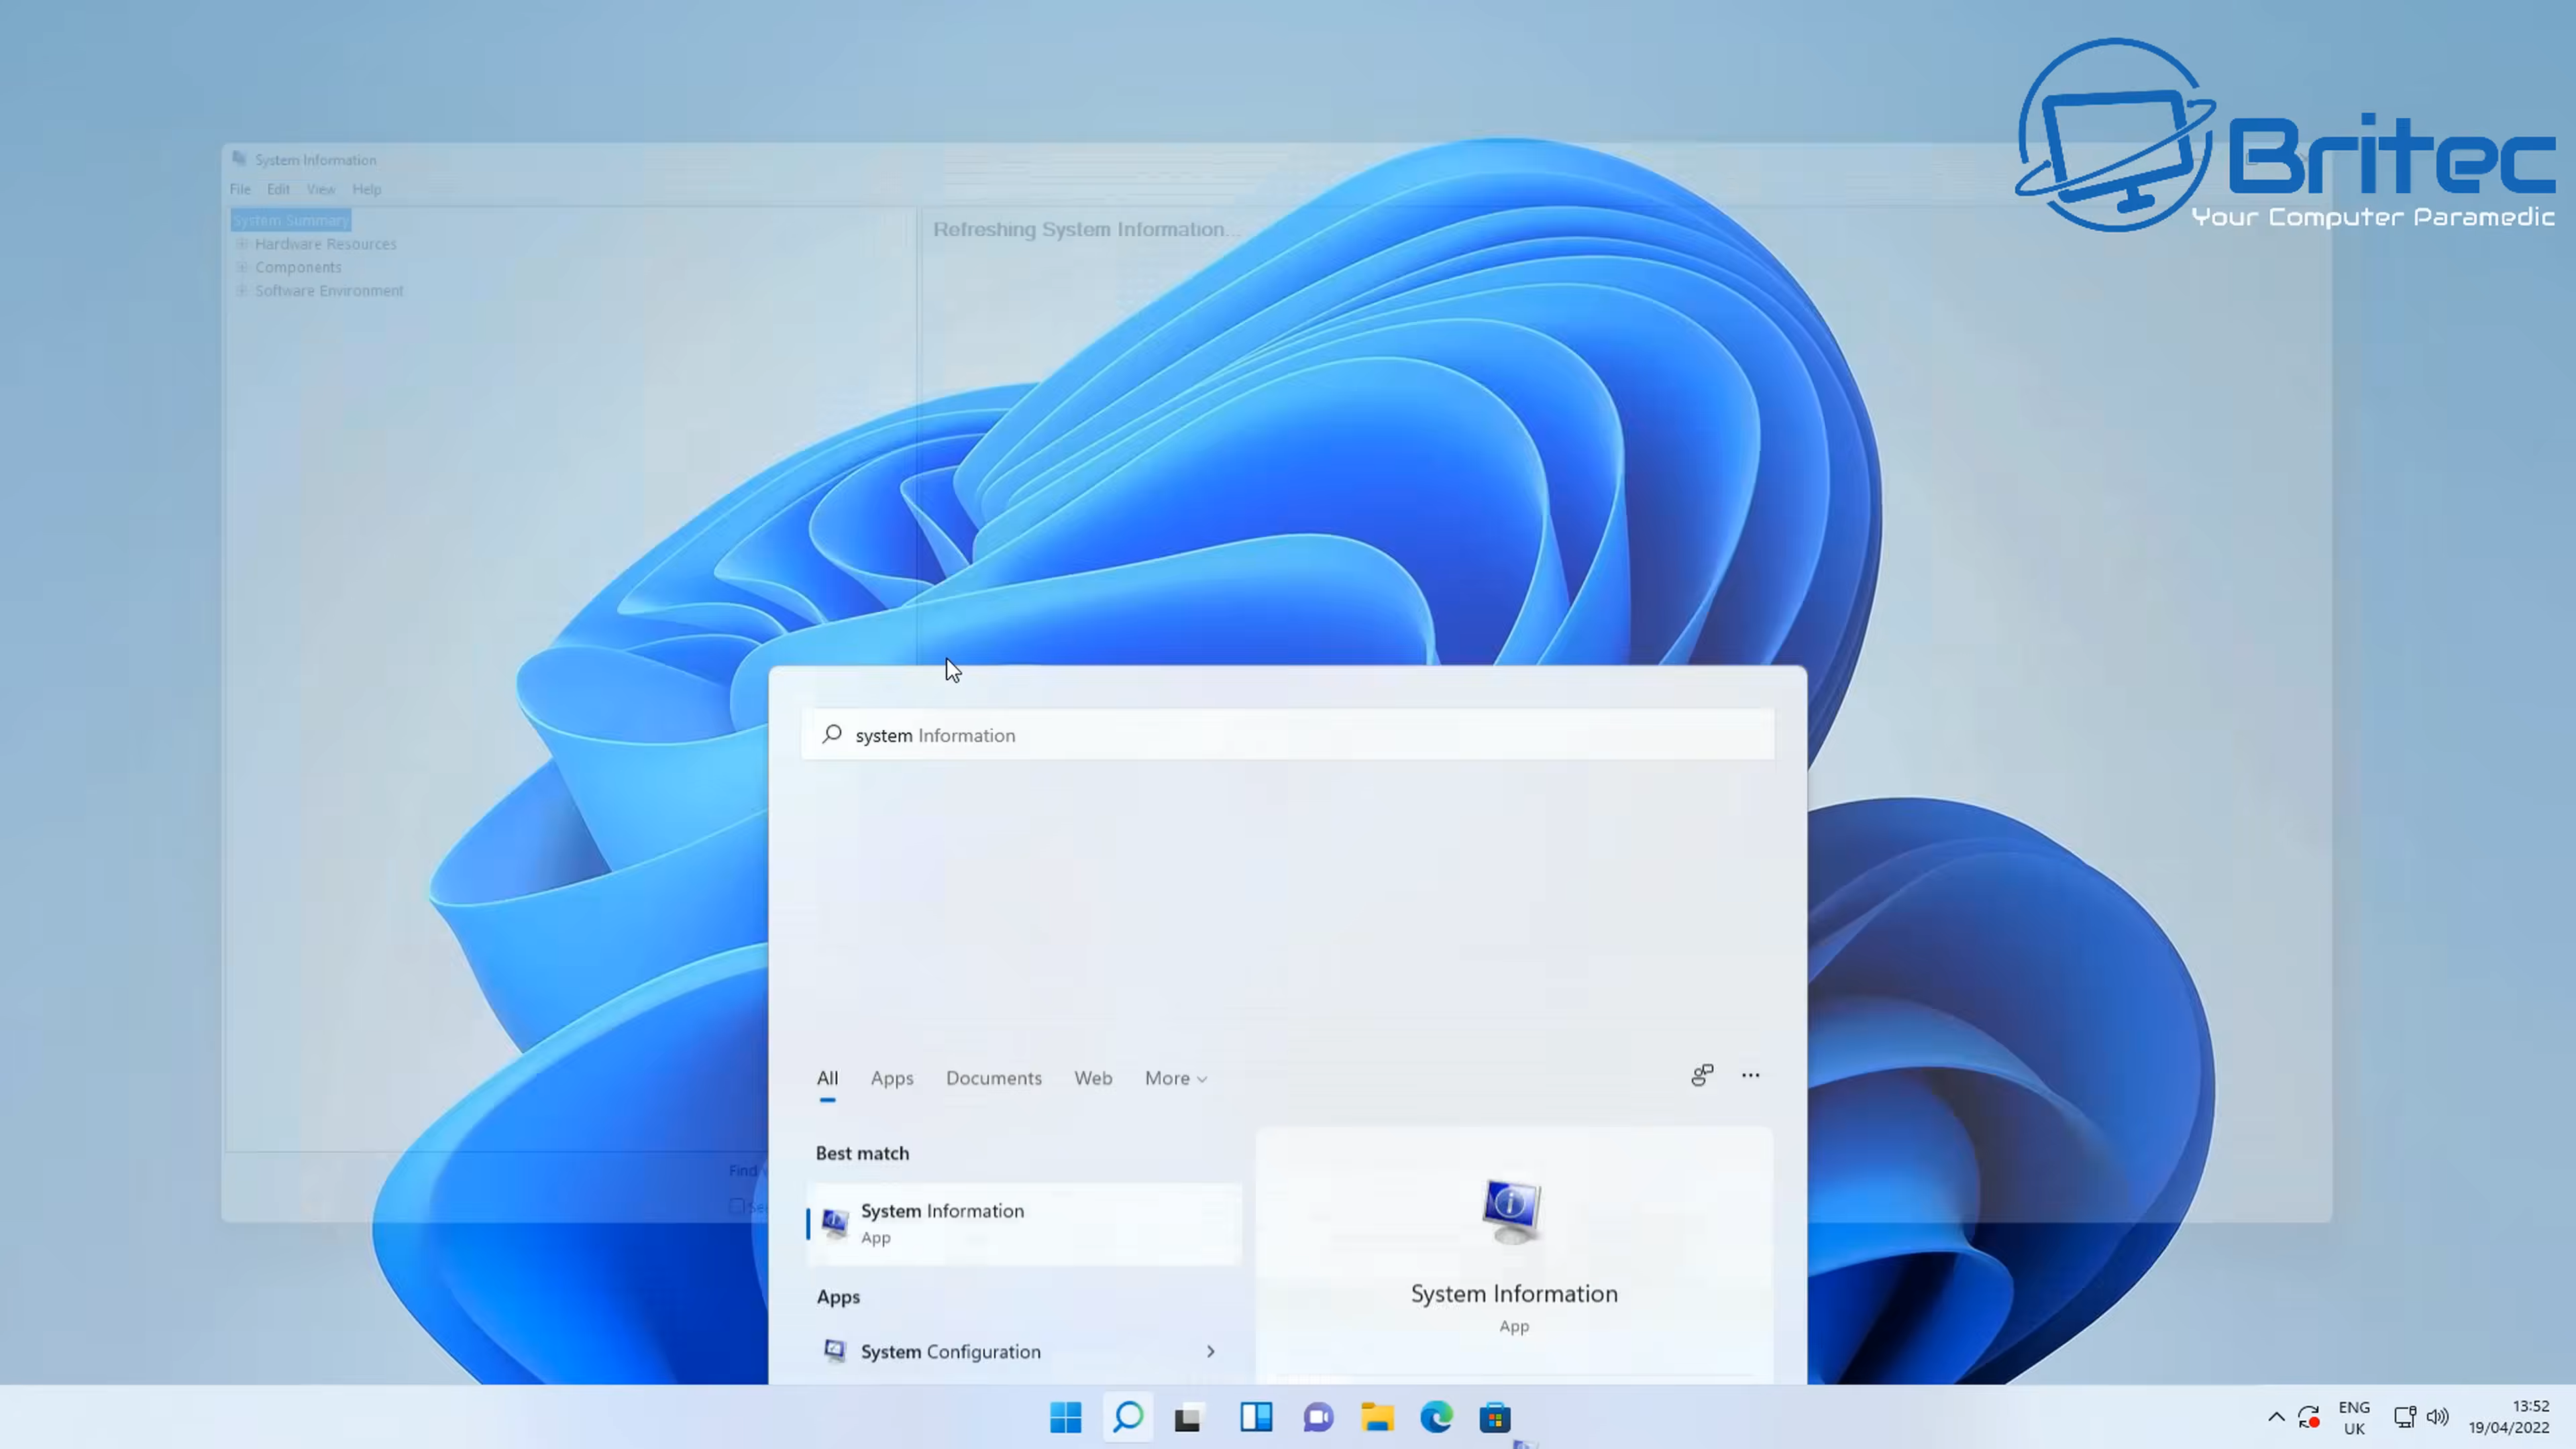 Britec
Your Computer Paramedic
System Information
File Edit View Help
System Summary
Hardware Resources
Components
Software Environment
Refreshing System Information...
system Information
All Apps Documents Web More
Best match
System Information
App
Apps
System Configuration
System Information
App
Find
ENG
UK
13:52
19/04/2022